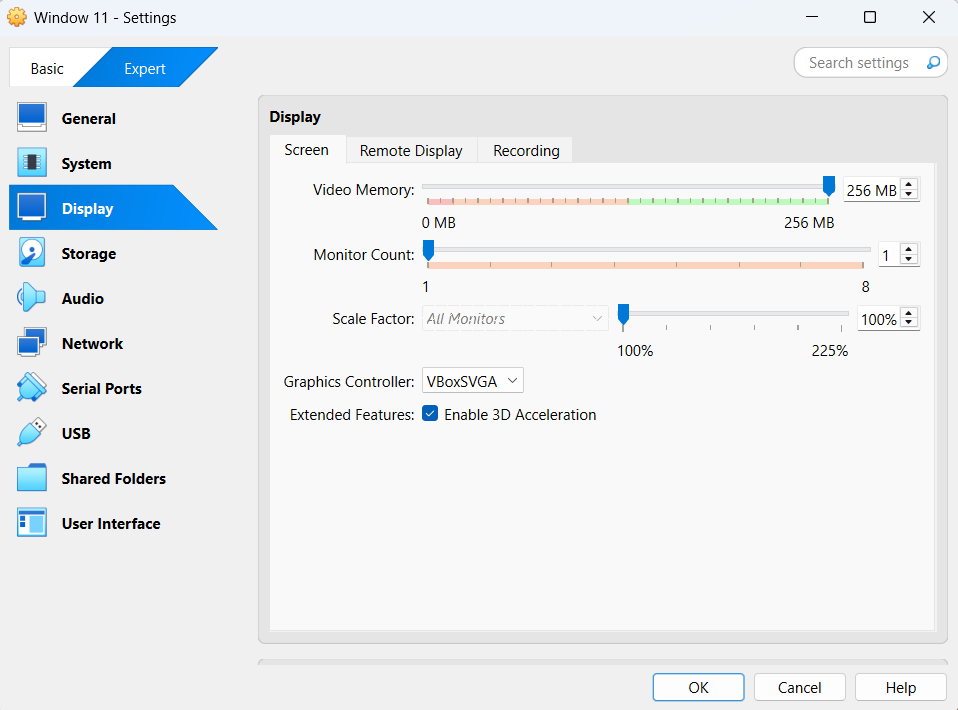 Window 11 - Settings
Basic
Expert
Search settings
General
System
Display
Storage
Audio
Network
Serial Ports
USB
Shared Folders
User Interface
Display
Screen
Remote Display
Recording
Video Memory:
256 MB
0 MB
256 MB
Monitor Count:
1
1
8
Scale Factor:
All Monitors
100%
100%
225%
Graphics Controller:
VBoxSVGA
Extended Features:
Enable 3D Acceleration
OK
Cancel
Help